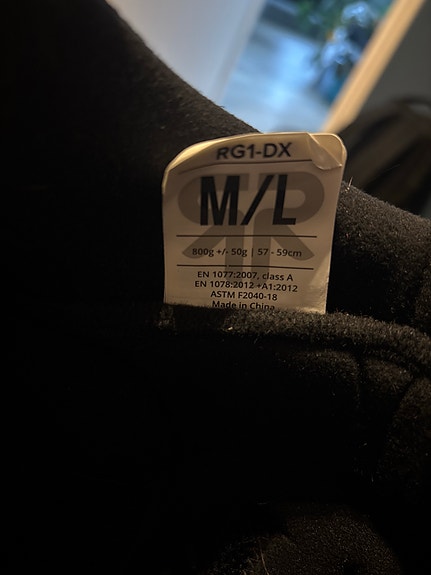 RG1-DX
M/L
800g +/- 50g | 57 - 59cm
EN 1077:2007, class A
EN 1078:2012 +A1:2012
ASTM F2040-18
Made in China